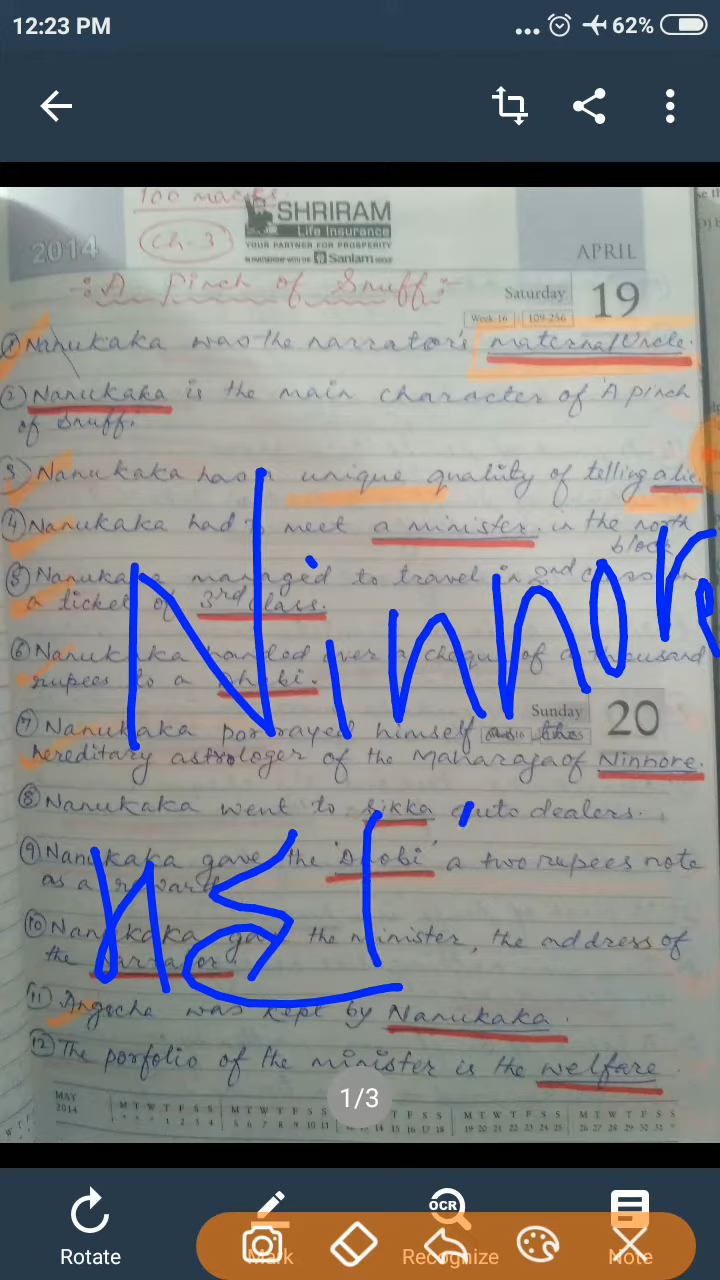 12:23 PM
62%
100 marks.
SHRIRAM
Life Insurance
YOUR PARTNER FOR PROSPERITY
IN PARTNERSHIP WITH THE Sanlam
2014
Ch-3
APRIL
-: A Pinch of Snuff :-
Saturday 19
Week 16 109-256
① Nanukaka was the narrator's maternal Uncle.
② Nanukaka is the main character of 'A pinch
of Snuff.
③ Nanukaka has a unique quality of telling a lie
④ Nanukaka had to meet a minister in the north
block
⑤ Nanukaka managed to travel in 2nd class on
a ticket of 3rd class.
⑥ Nanukaka handed over a cheque of a thousand
rupees to a dhobi.
Sunday 20
⑦ Nanukaka portrayed himself the
hereditary astrologer of the Maharaja of Ninnore.
⑧ Nanukaka went to Sikka auto dealers.
⑨ Nanukaka gave the 'Dhobi' a two rupees note
as a reward
⑩ Nanukaka gave the minister, the address of
the narrator
⑪ Angocha was kept by Nanukaka.
⑫ The porfolio of the minister is the welfare.
Ninnor
MAY
2014
M T W T F S S M T W T F S S T F S S M T W T F S S M T W T F S S
1/3
Rotate
Mark
OCR
Recognize
Note